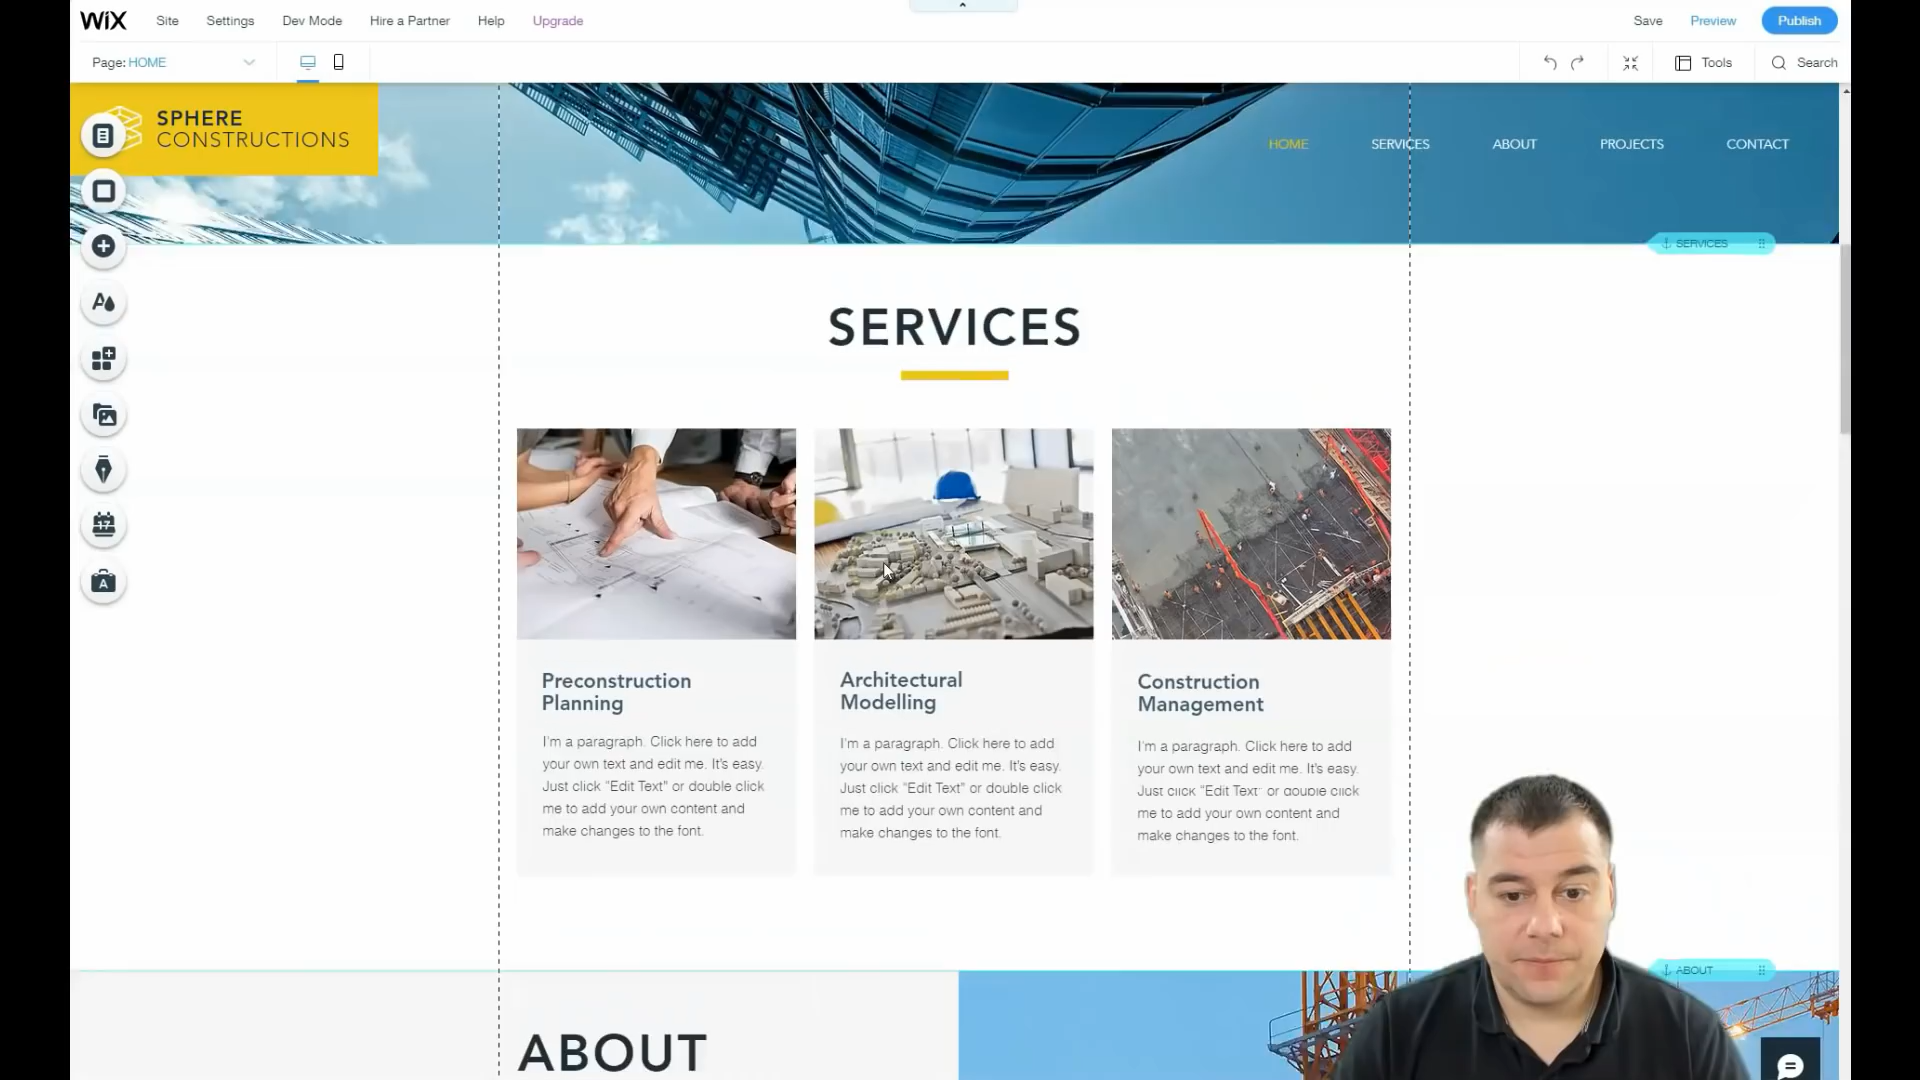 WiX Site Settings Dev Mode Hire a Partner Help Upgrade Save Preview Publish
Page: HOME Tools Search
SPHERE
CONSTRUCTIONS
HOME SERVICES ABOUT PROJECTS CONTACT
SERVICES
SERVICES
Preconstruction
Planning
I'm a paragraph. Click here to add
your own text and edit me. It's easy.
Just click "Edit Text" or double click
me to add your own content and
make changes to the font.
Architectural
Modelling
I'm a paragraph. Click here to add
your own text and edit me. It's easy.
Just click "Edit Text" or double click
me to add your own content and
make changes to the font.
Construction
Management
I'm a paragraph. Click here to add
your own text and edit me. It's easy.
Just click "Edit Text" or double click
me to add your own content and
make changes to the font.
ABOUT
ABOUT
17
A